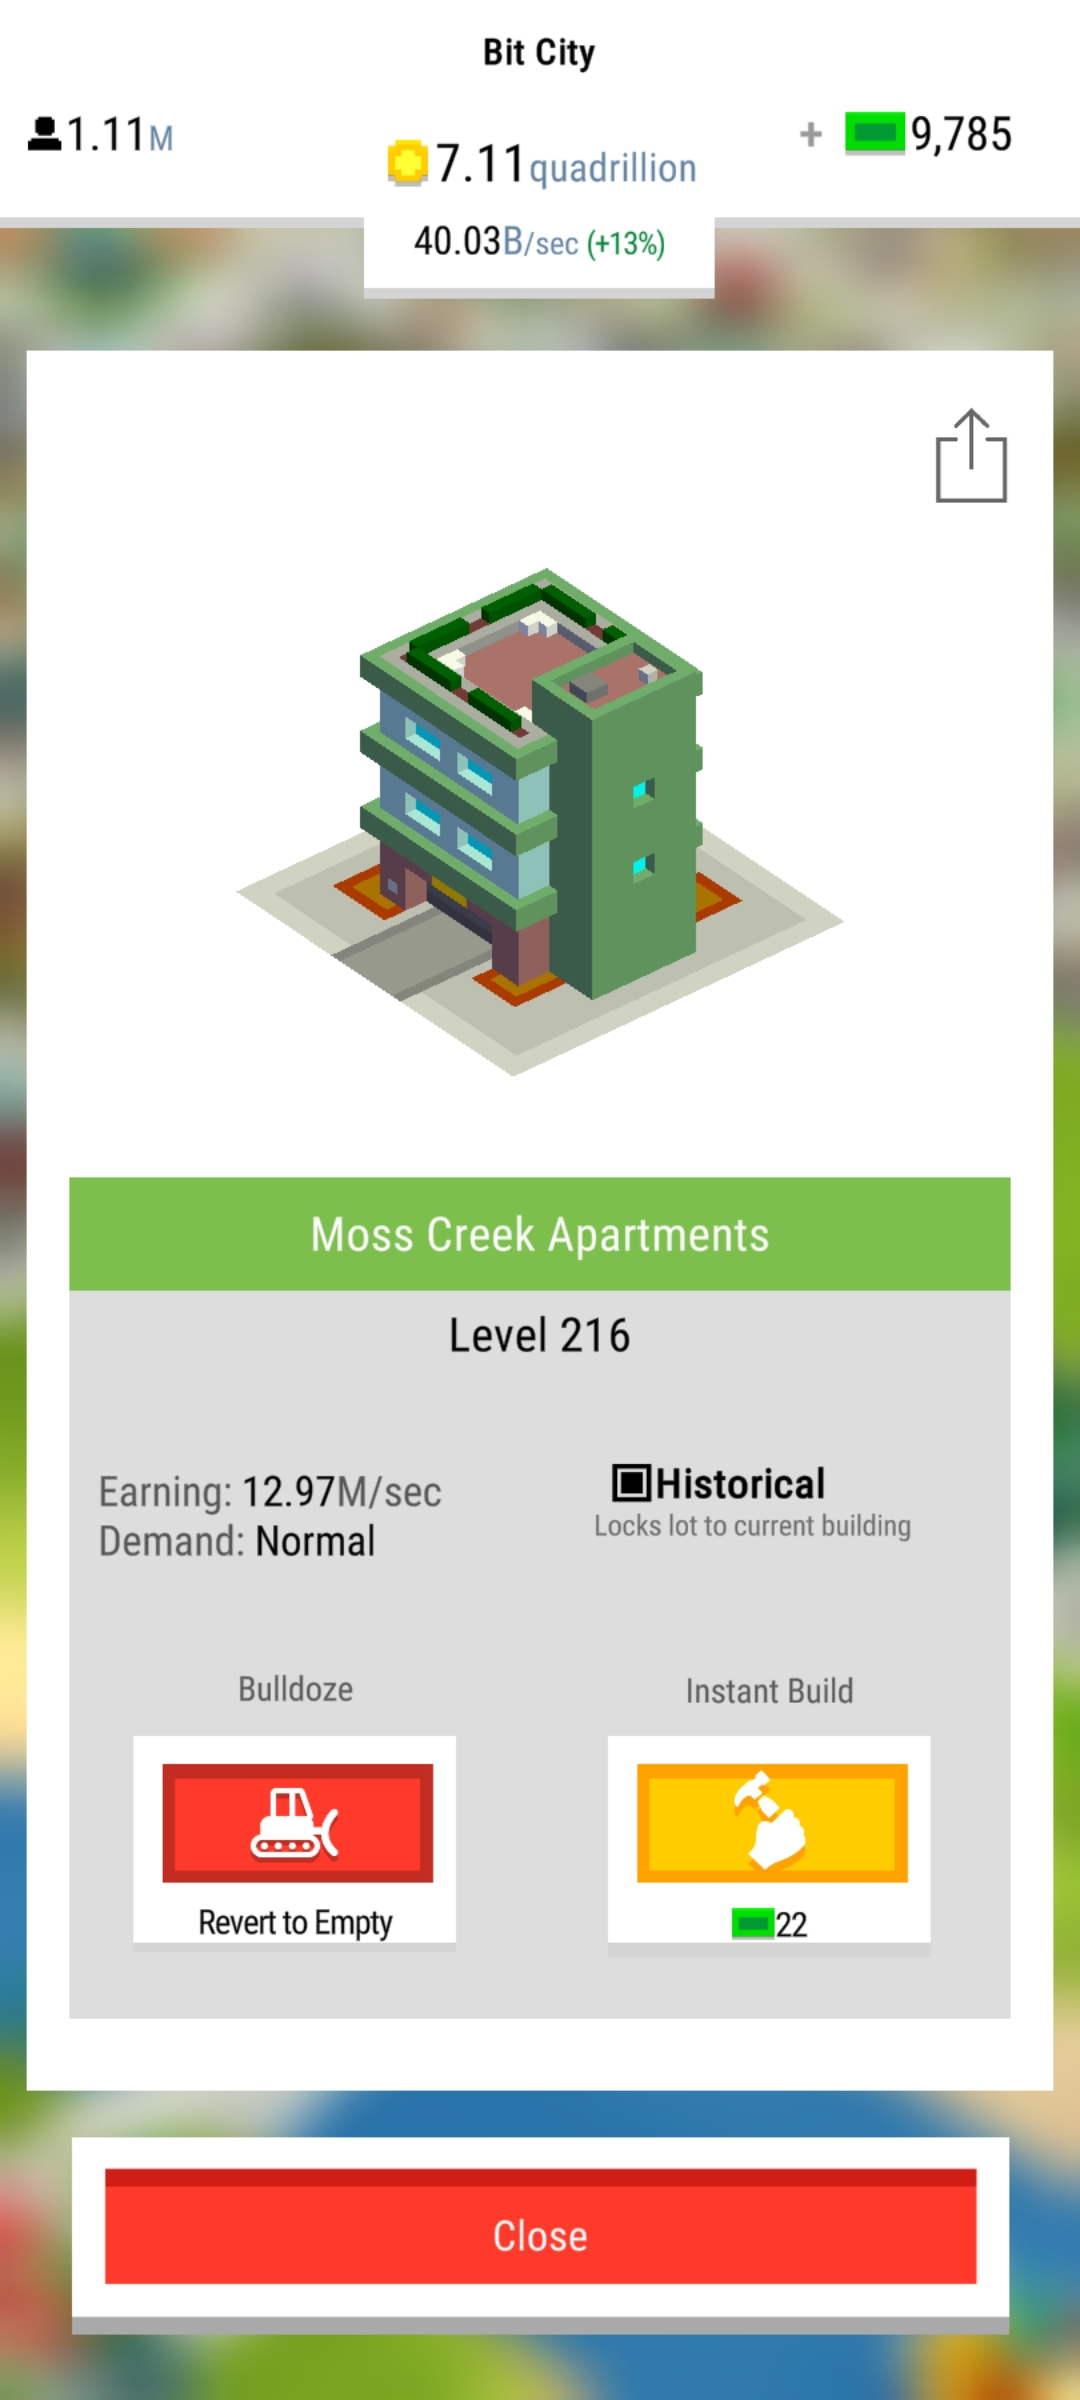 Bit City
1.11M
7.11quadrillion
+ 9,785
40.03B/sec (+13%)
Moss Creek Apartments
Level 216
Earning: 12.97M/sec
Demand: Normal
Historical
Locks lot to current building
Bulldoze
Instant Build
Revert to Empty
22
Close